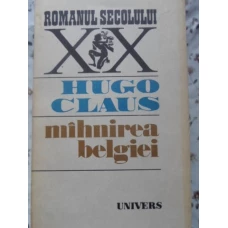 ROMANUL SECOLULUI
XX
HUGO
CLAUS
mîhnirea
belgiei
UNIVERS